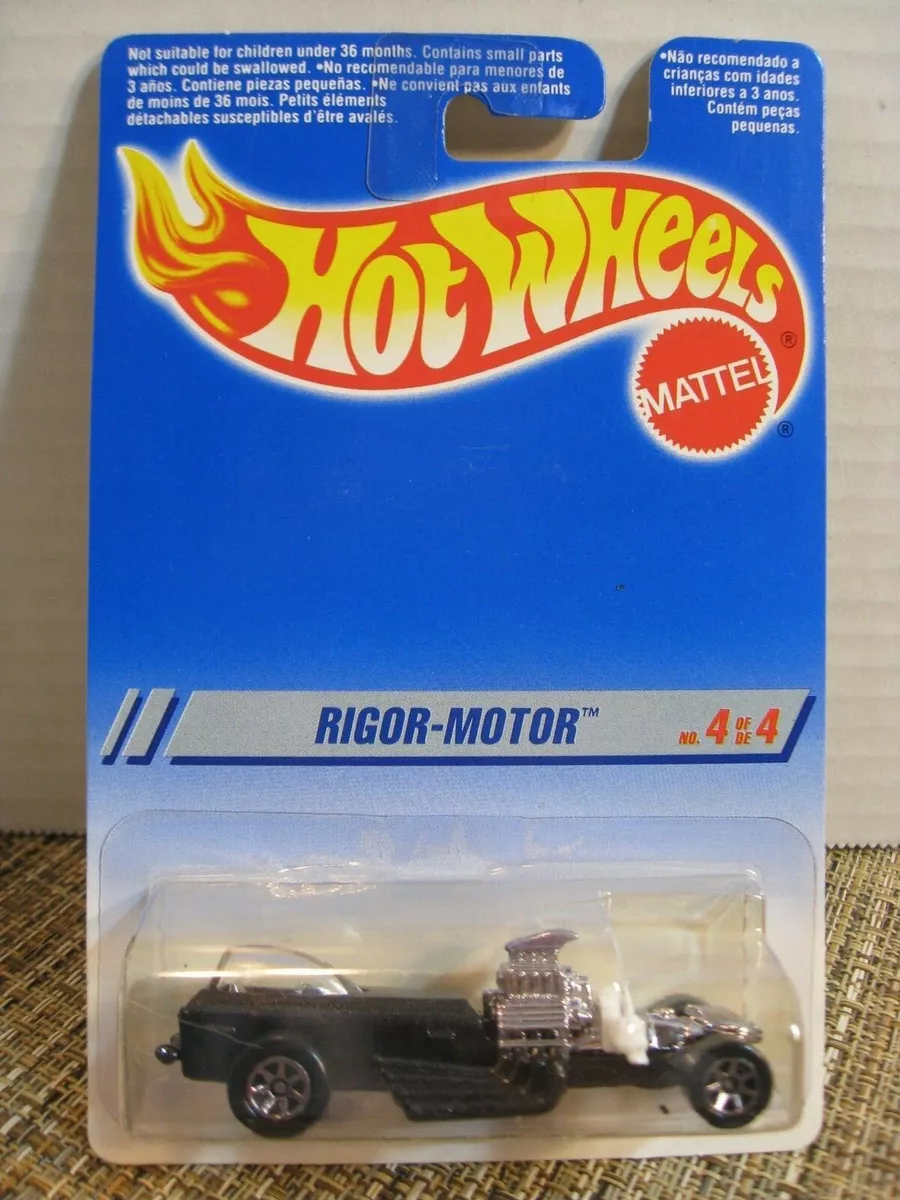 Not suitable for children under 36 months. Contains small parts
which could be swallowed. •No recomendable para menores de
3 años. Contiene piezas pequeñas. •Ne convient pas aux enfants
de moins de 36 mois. Petits éléments
détachables susceptibles d'être avalés.
•Não recomendado a
crianças com idades
inferiores a 3 anos.
Contém peças
pequenas.
HOT WHEELS
®
MATTEL
®
RIGOR-MOTOR™ NO. 4 OF DE 4